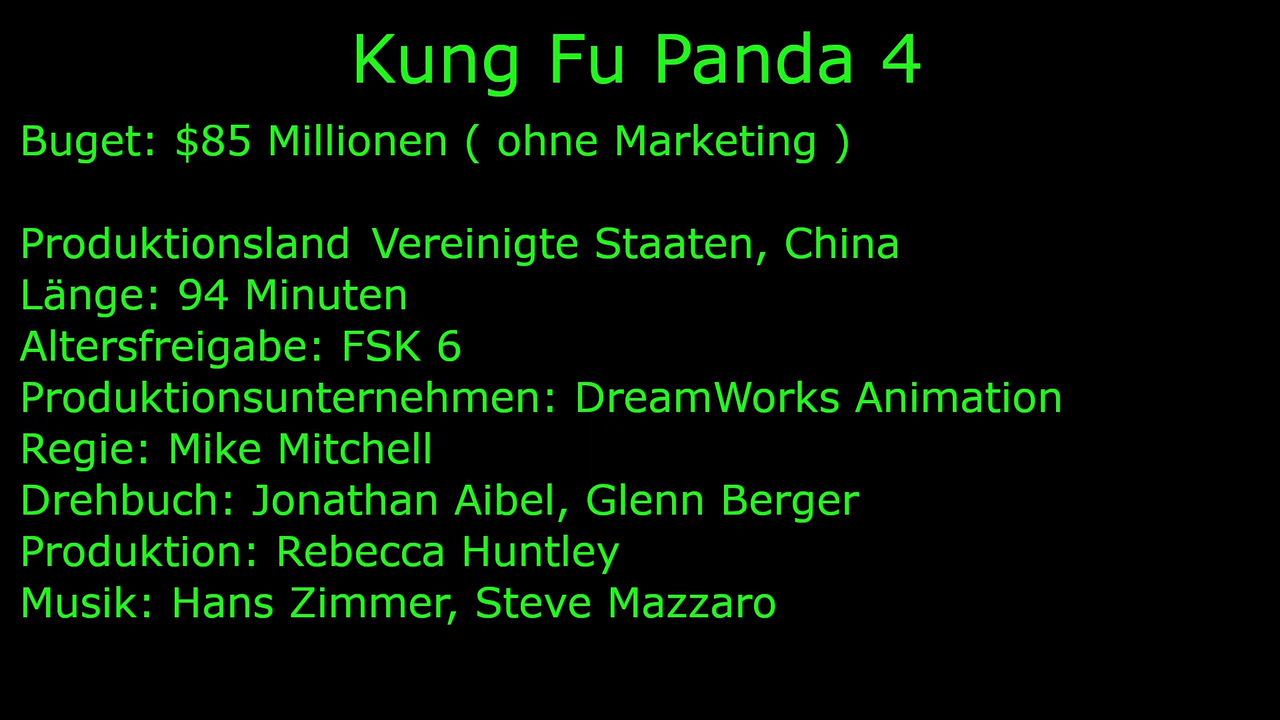 Kung Fu Panda 4
Buget: $85 Millionen ( ohne Marketing )
Produktionsland Vereinigte Staaten, China
Länge: 94 Minuten
Altersfreigabe: FSK 6
Produktionsunternehmen: DreamWorks Animation
Regie: Mike Mitchell
Drehbuch: Jonathan Aibel, Glenn Berger
Produktion: Rebecca Huntley
Musik: Hans Zimmer, Steve Mazzaro